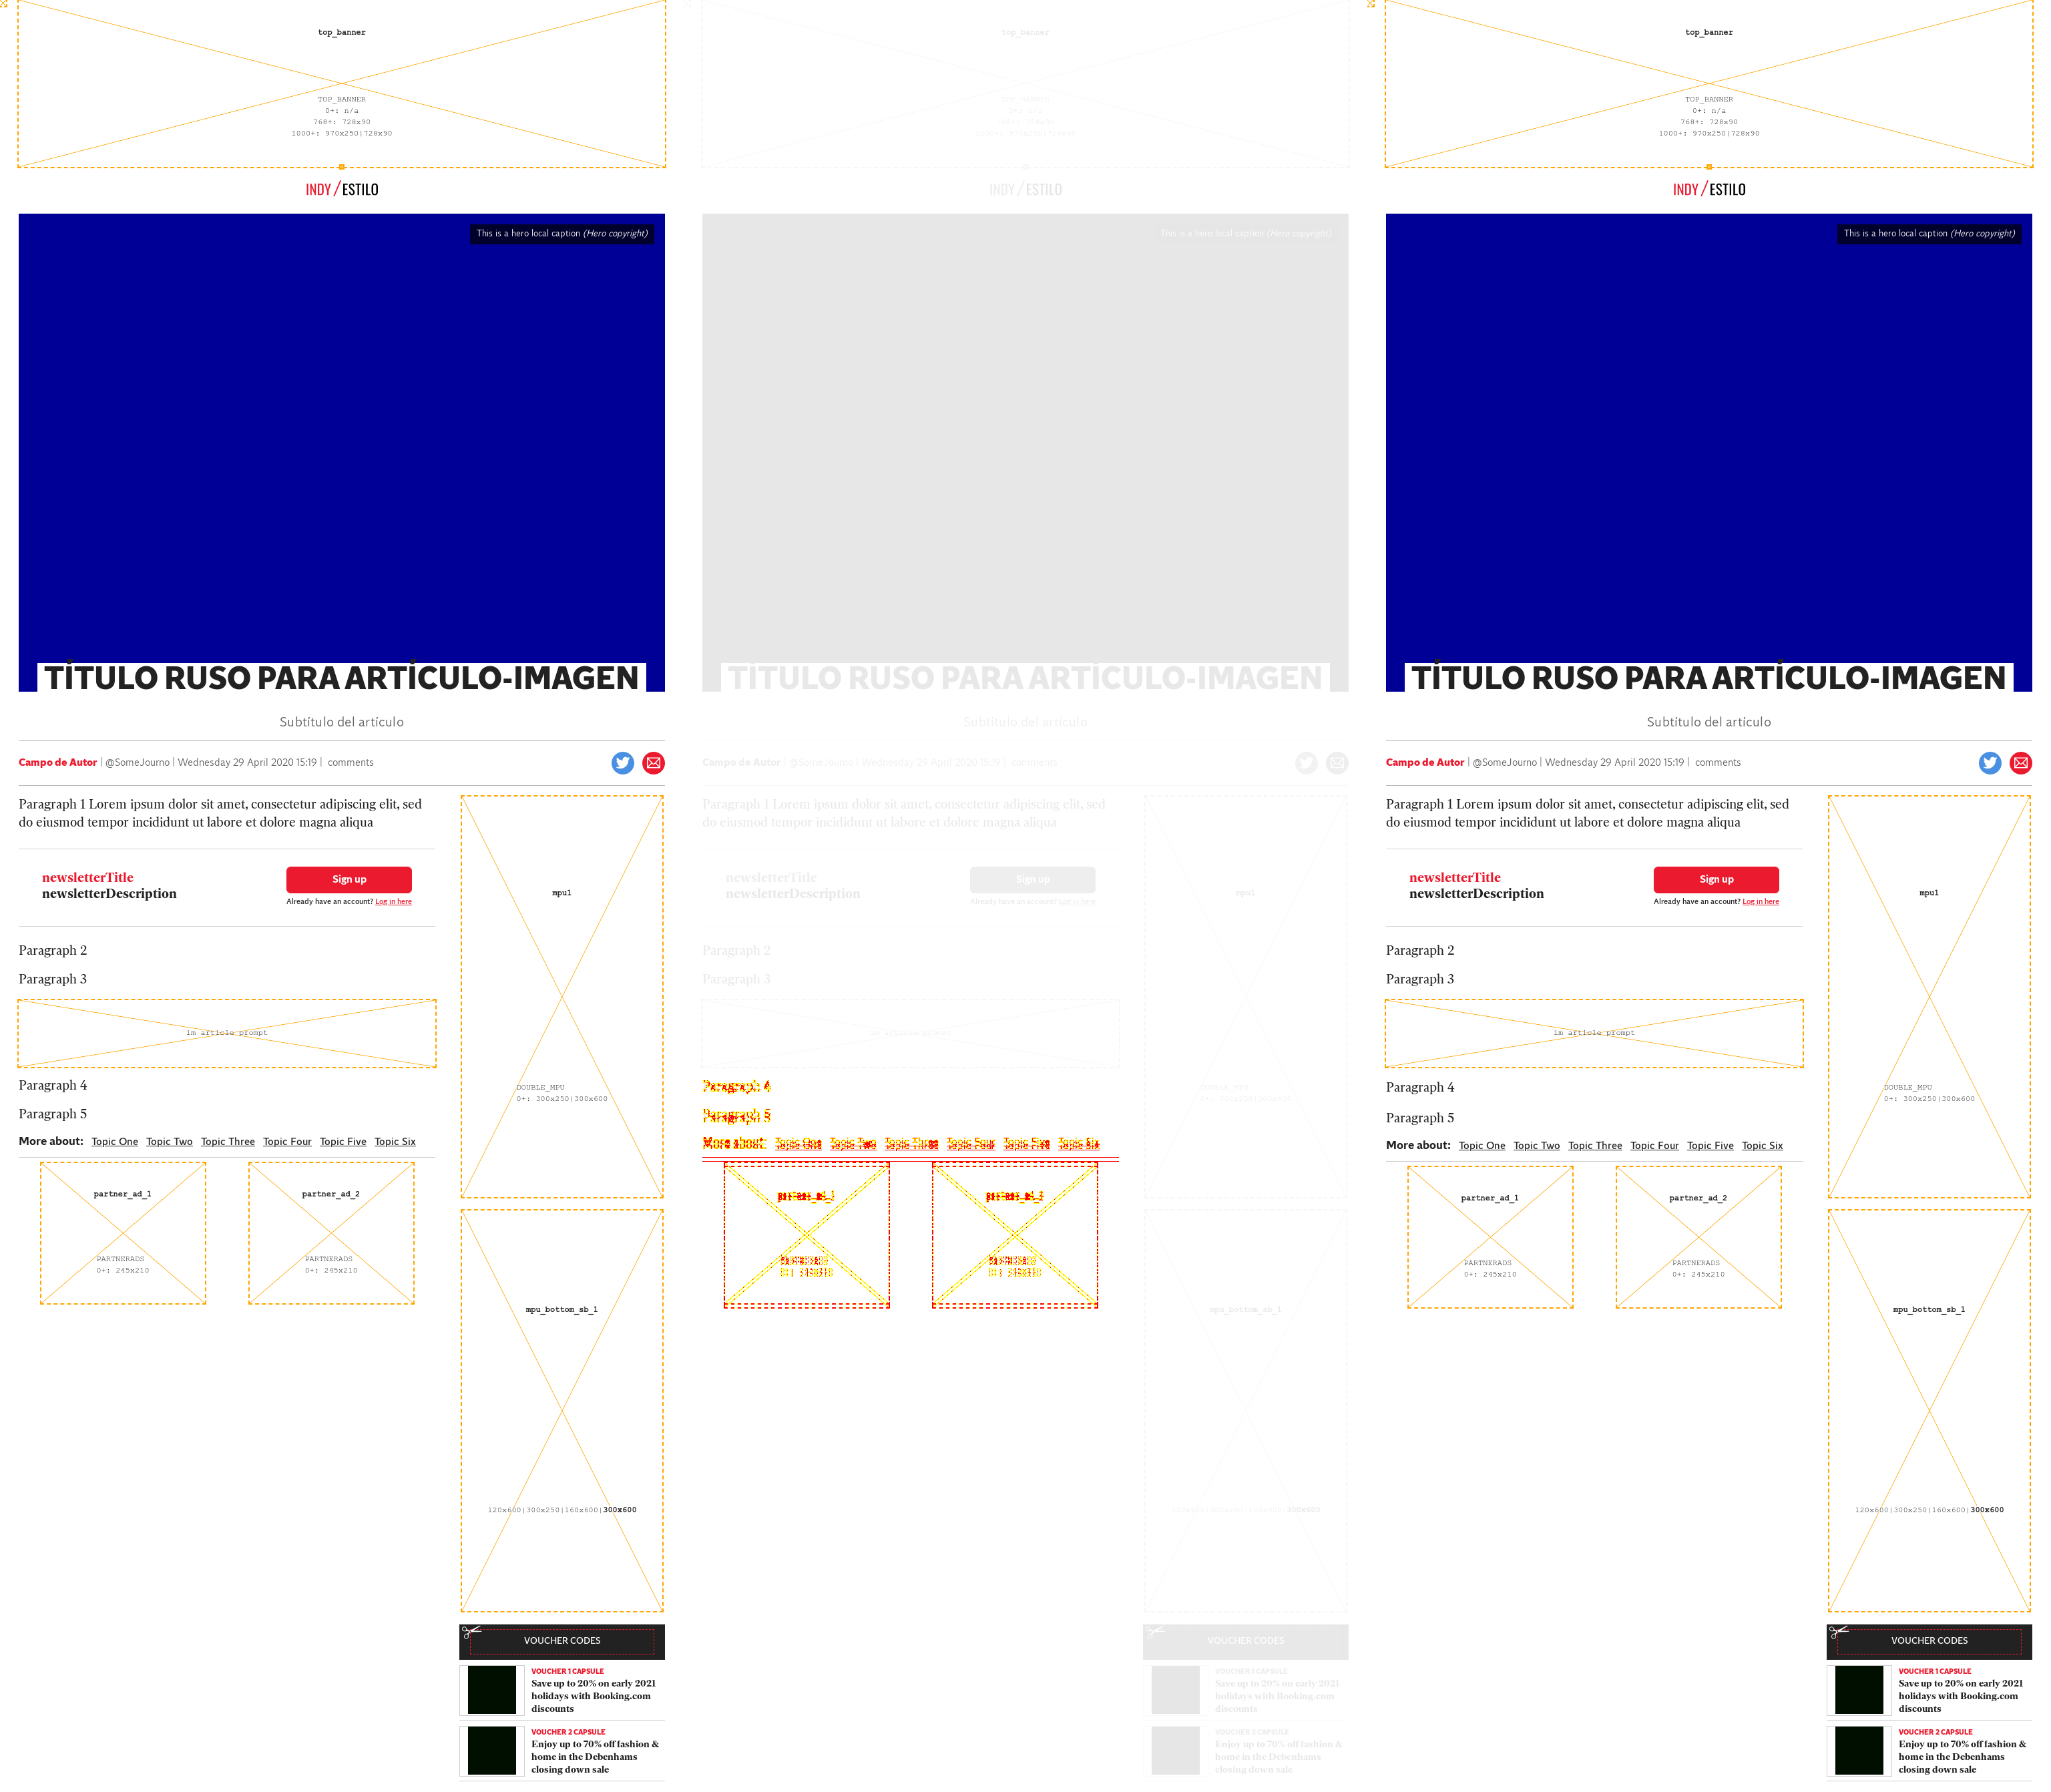 top_banner
TOP_BANNER
0+: n/a
768+: 728x90
1000+: 970x250|728x90
INDY/ESTILO
This is a hero local caption (Hero copyright)
TÍTULO RUSO PARA ARTÍCULO-IMAGEN
Subtítulo del artículo
Campo de Autor | @SomeJourno | Wednesday 29 April 2020 15:19 | comments
Paragraph 1 Lorem ipsum dolor sit amet, consectetur adipiscing elit, sed
do eiusmod tempor incididunt ut labore et dolore magna aliqua
newsletterTitle
newsletterDescription
Sign up
Already have an account? Log in here
Paragraph 2
Paragraph 3
im article prompt
Paragraph 4
Paragraph 5
More about: Topic One Topic Two Topic Three Topic Four Topic Five Topic Six
partner_ad_1
PARTNERADS
0+: 245x210
partner_ad_2
PARTNERADS
0+: 245x210
mpu1
DOUBLE_MPU
0+: 300x250|300x600
mpu_bottom_sb_1
120x600|300x250|160x600|300x600
VOUCHER CODES
VOUCHER 1 CAPSULE
Save up to 20% on early 2021
holidays with Booking.com
discounts
VOUCHER 2 CAPSULE
Enjoy up to 70% off fashion &
home in the Debenhams
closing down sale
top_banner
TOP_BANNER
0+: n/a
768+: 728x90
1000+: 970x250|728x90
INDY/ESTILO
This is a hero local caption (Hero copyright)
TÍTULO RUSO PARA ARTÍCULO-IMAGEN
Subtítulo del artículo
Campo de Autor | @SomeJourno | Wednesday 29 April 2020 15:19 | comments
Paragraph 1 Lorem ipsum dolor sit amet, consectetur adipiscing elit, sed
do eiusmod tempor incididunt ut labore et dolore magna aliqua
newsletterTitle
newsletterDescription
Sign up
Already have an account? Log in here
Paragraph 2
Paragraph 3
im article prompt
Paragraph 4
Paragraph 5
More about: Topic One Topic Two Topic Three Topic Four Topic Five Topic Six
partner_ad_1
PARTNERADS
0+: 245x210
partner_ad_2
PARTNERADS
0+: 245x210
mpu1
DOUBLE_MPU
0+: 300x250|300x600
mpu_bottom_sb_1
120x600|300x250|160x600|300x600
VOUCHER CODES
VOUCHER 1 CAPSULE
Save up to 20% on early 2021
holidays with Booking.com
discounts
VOUCHER 2 CAPSULE
Enjoy up to 70% off fashion &
home in the Debenhams
closing down sale
top_banner
TOP_BANNER
0+: n/a
768+: 728x90
1000+: 970x250|728x90
INDY/ESTILO
This is a hero local caption (Hero copyright)
TÍTULO RUSO PARA ARTÍCULO-IMAGEN
Subtítulo del artículo
Campo de Autor | @SomeJourno | Wednesday 29 April 2020 15:19 | comments
Paragraph 1 Lorem ipsum dolor sit amet, consectetur adipiscing elit, sed
do eiusmod tempor incididunt ut labore et dolore magna aliqua
newsletterTitle
newsletterDescription
Sign up
Already have an account? Log in here
Paragraph 2
Paragraph 3
im article prompt
Paragraph 4
Paragraph 5
More about: Topic One Topic Two Topic Three Topic Four Topic Five Topic Six
partner_ad_1
PARTNERADS
0+: 245x210
partner_ad_2
PARTNERADS
0+: 245x210
mpu1
DOUBLE_MPU
0+: 300x250|300x600
mpu_bottom_sb_1
120x600|300x250|160x600|300x600
VOUCHER CODES
VOUCHER 1 CAPSULE
Save up to 20% on early 2021
holidays with Booking.com
discounts
VOUCHER 2 CAPSULE
Enjoy up to 70% off fashion &
home in the Debenhams
closing down sale